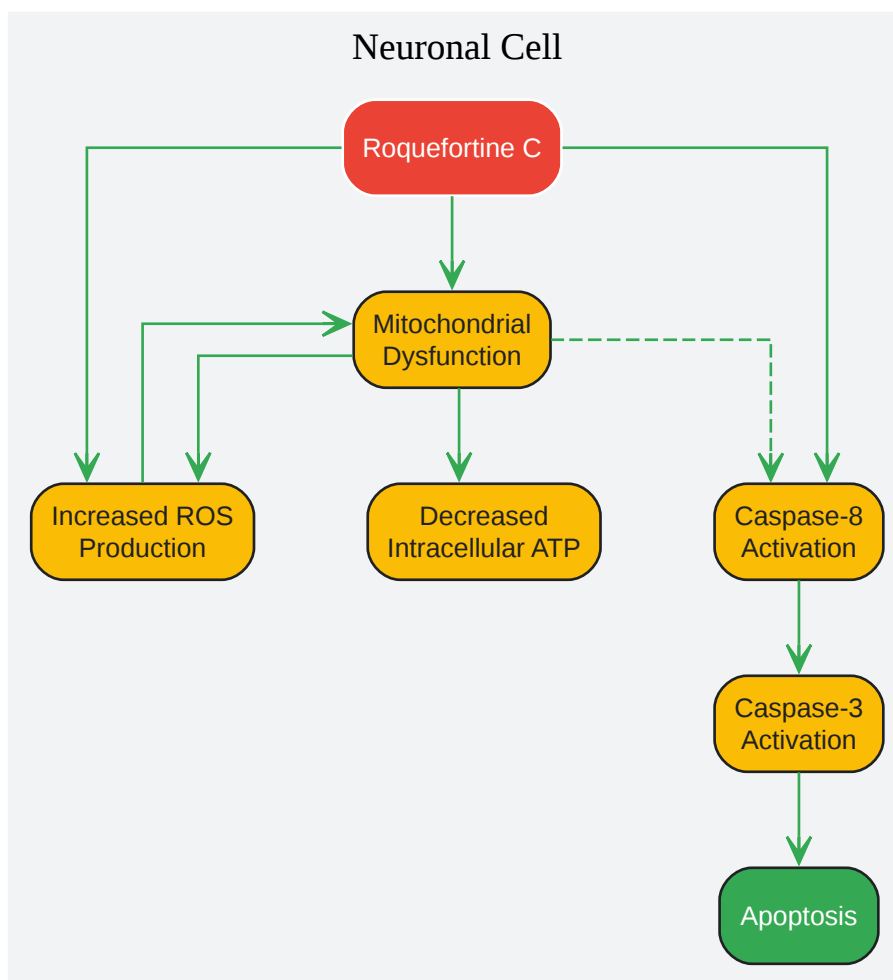 Neuronal Cell
Roquefortine C
Mitochondrial
Dysfunction
Increased ROS
Production
Decreased
Intracellular ATP
Caspase-8
Activation
Caspase-3
Activation
Apoptosis